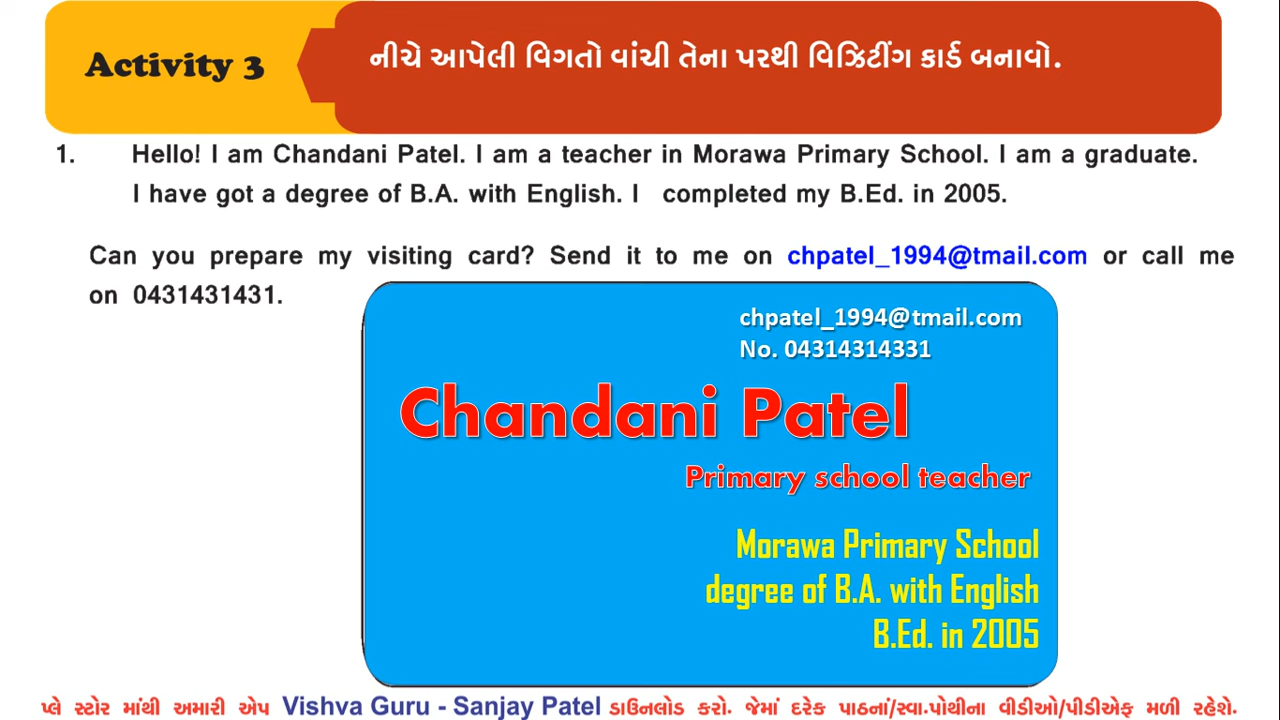 Activity 3
નીચે આપેલી વિગતો વાંચી તેના પરથી વિઝિટીંગ કાર્ડ બનાવો.
1. Hello! I am Chandani Patel. I am a teacher in Morawa Primary School. I am a graduate.
I have got a degree of B.A. with English. I completed my B.Ed. in 2005.
Can you prepare my visiting card? Send it to me on chpatel_1994@tmail.com or call me
on 0431431431.
chpatel_1994@tmail.com
No. 04314314331
Chandani Patel
Primary school teacher
Morawa Primary School
degree of B.A. with English
B.Ed. in 2005
પ્લે સ્ટોર માંથી અમારી એપ Vishva Guru - Sanjay Patel ડાઉનલોડ કરો. જેમાં દરેક પાઠનાં/સ્વા.પોથીના વીડીઓ/પીડીએફ મળી રહેશે.